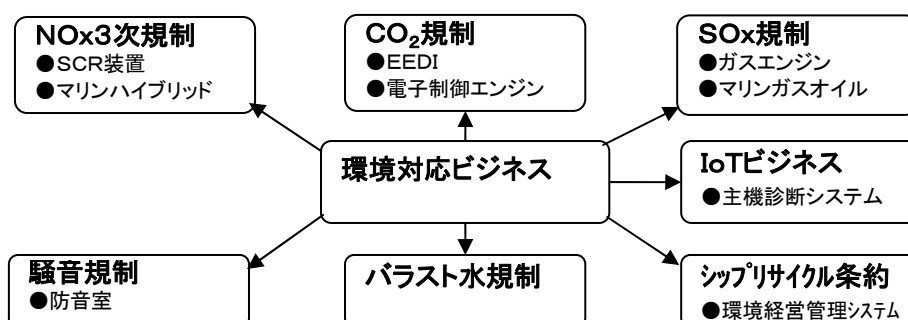 NOx3次規制
●SCR装置
●マリンハイブリッド
CO₂規制
●EEDI
●電子制御エンジン
SOx規制
●ガスエンジン
●マリンガスオイル
環境対応ビジネス
IoTビジネス
●主機診断システム
騒音規制
●防音室
バラスト水規制
シップリサイクル条約
●環境経営管理システム